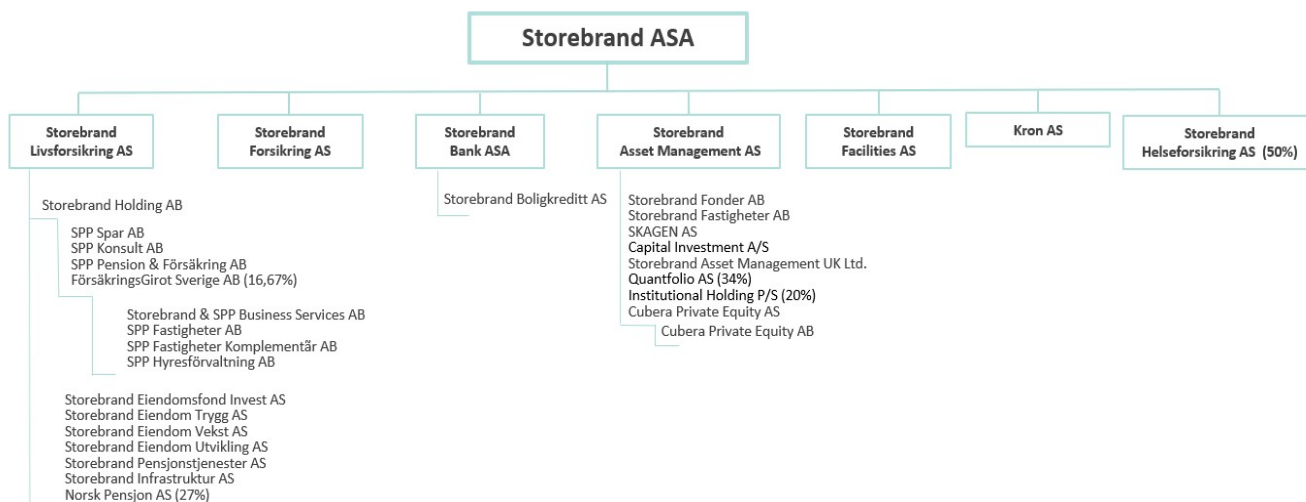 Storebrand ASA
Storebrand
Livsforsikring AS
Storebrand
Forsikring AS
Storebrand
Bank ASA
Storebrand
Asset Management AS
Storebrand
Facilities AS
Kron AS
Storebrand
Helseforsikring AS (50%)
Storebrand Holding AB
SPP Spar AB
SPP Konsult AB
SPP Pension & Försäkring AB
FörsäkringsGirot Sverige AB (16,67%)
Storebrand & SPP Business Services AB
SPP Fastigheter AB
SPP Fastigheter Komplementär AB
SPP Hyresförvaltning AB
Storebrand Eiendomsfond Invest AS
Storebrand Eiendom Trygg AS
Storebrand Eiendom Vekst AS
Storebrand Eiendom Utvikling AS
Storebrand Pensjonstjenester AS
Storebrand Infrastruktur AS
Norsk Pensjon AS (27%)
Storebrand Boligkreditt AS
Storebrand Fonder AB
Storebrand Fastigheter AB
SKAGEN AS
Capital Investment A/S
Storebrand Asset Management UK Ltd.
Quantfolio AS (34%)
Institutional Holding P/S (20%)
Cubera Private Equity AS
Cubera Private Equity AB